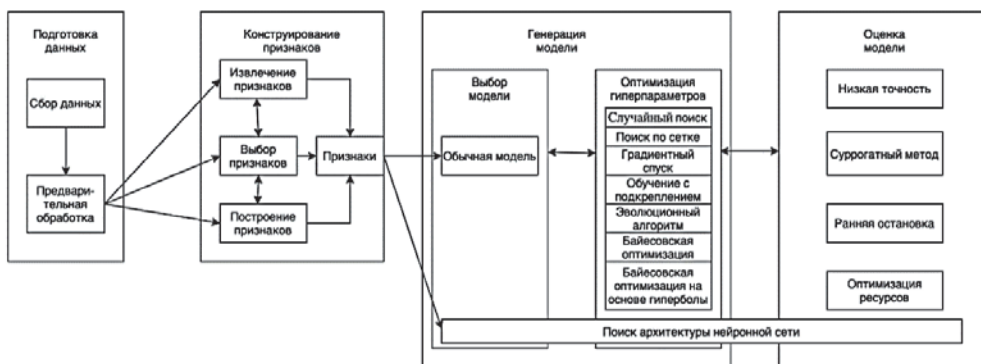 Подготовка
данных
Сбор данных
Предвари-
тельная
обработка
Конструирование
признаков
Извлечение
признаков
Выбор
признаков
Построение
признаков
Признаки
Генерация
модели
Выбор
модели
Обычная модель
Оптимизация
гиперпараметров
Случайный поиск
Поиск по сетке
Градиентный
спуск
Обучение с
подкреплением
Эволюционный
алгоритм
Байесовская
оптимизация
Байесовская
оптимизация на
основе гиперболы
Поиск архитектуры нейронной сети
Оценка
модели
Низкая точность
Суррогатный метод
Ранняя остановка
Оптимизация
ресурсов